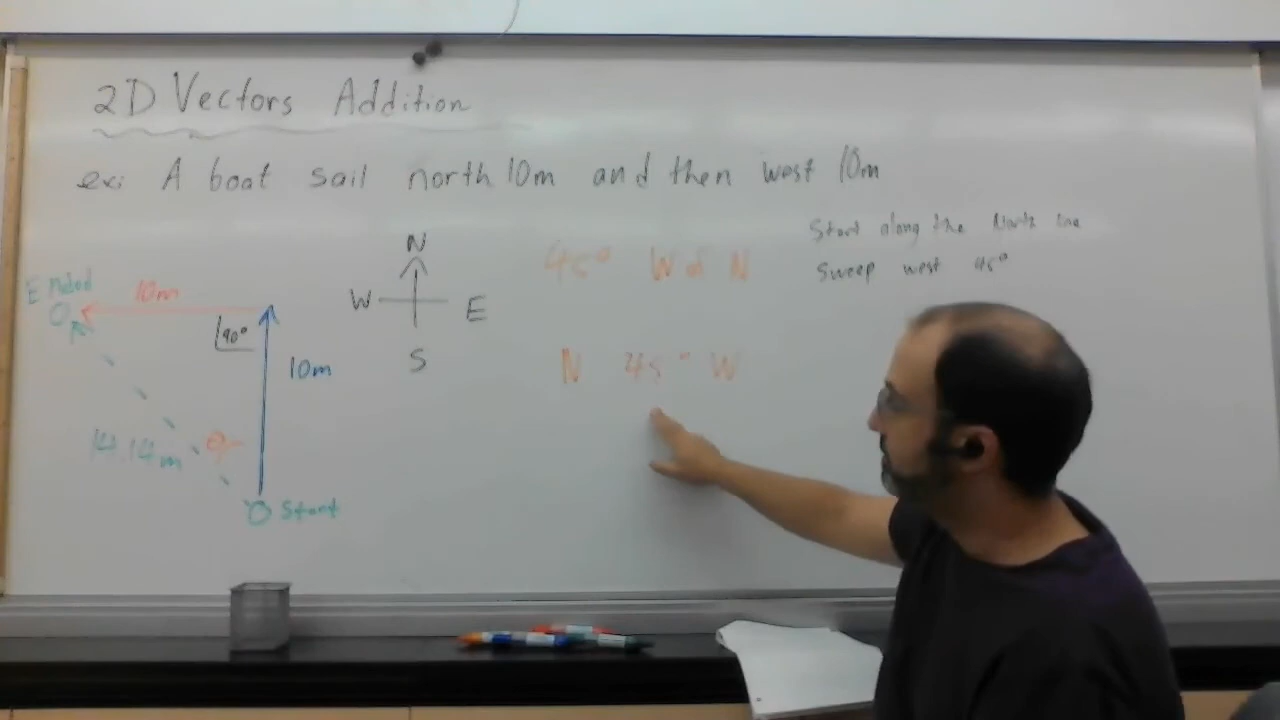 2D Vectors Addition
ex: A boat sail north 10m and then west 10m
Start along the North line
Sweep west 45°
N
W
E
S
45° W of N
N 45° W
Ended
10m
90°
10m
14.14m
θ
Start